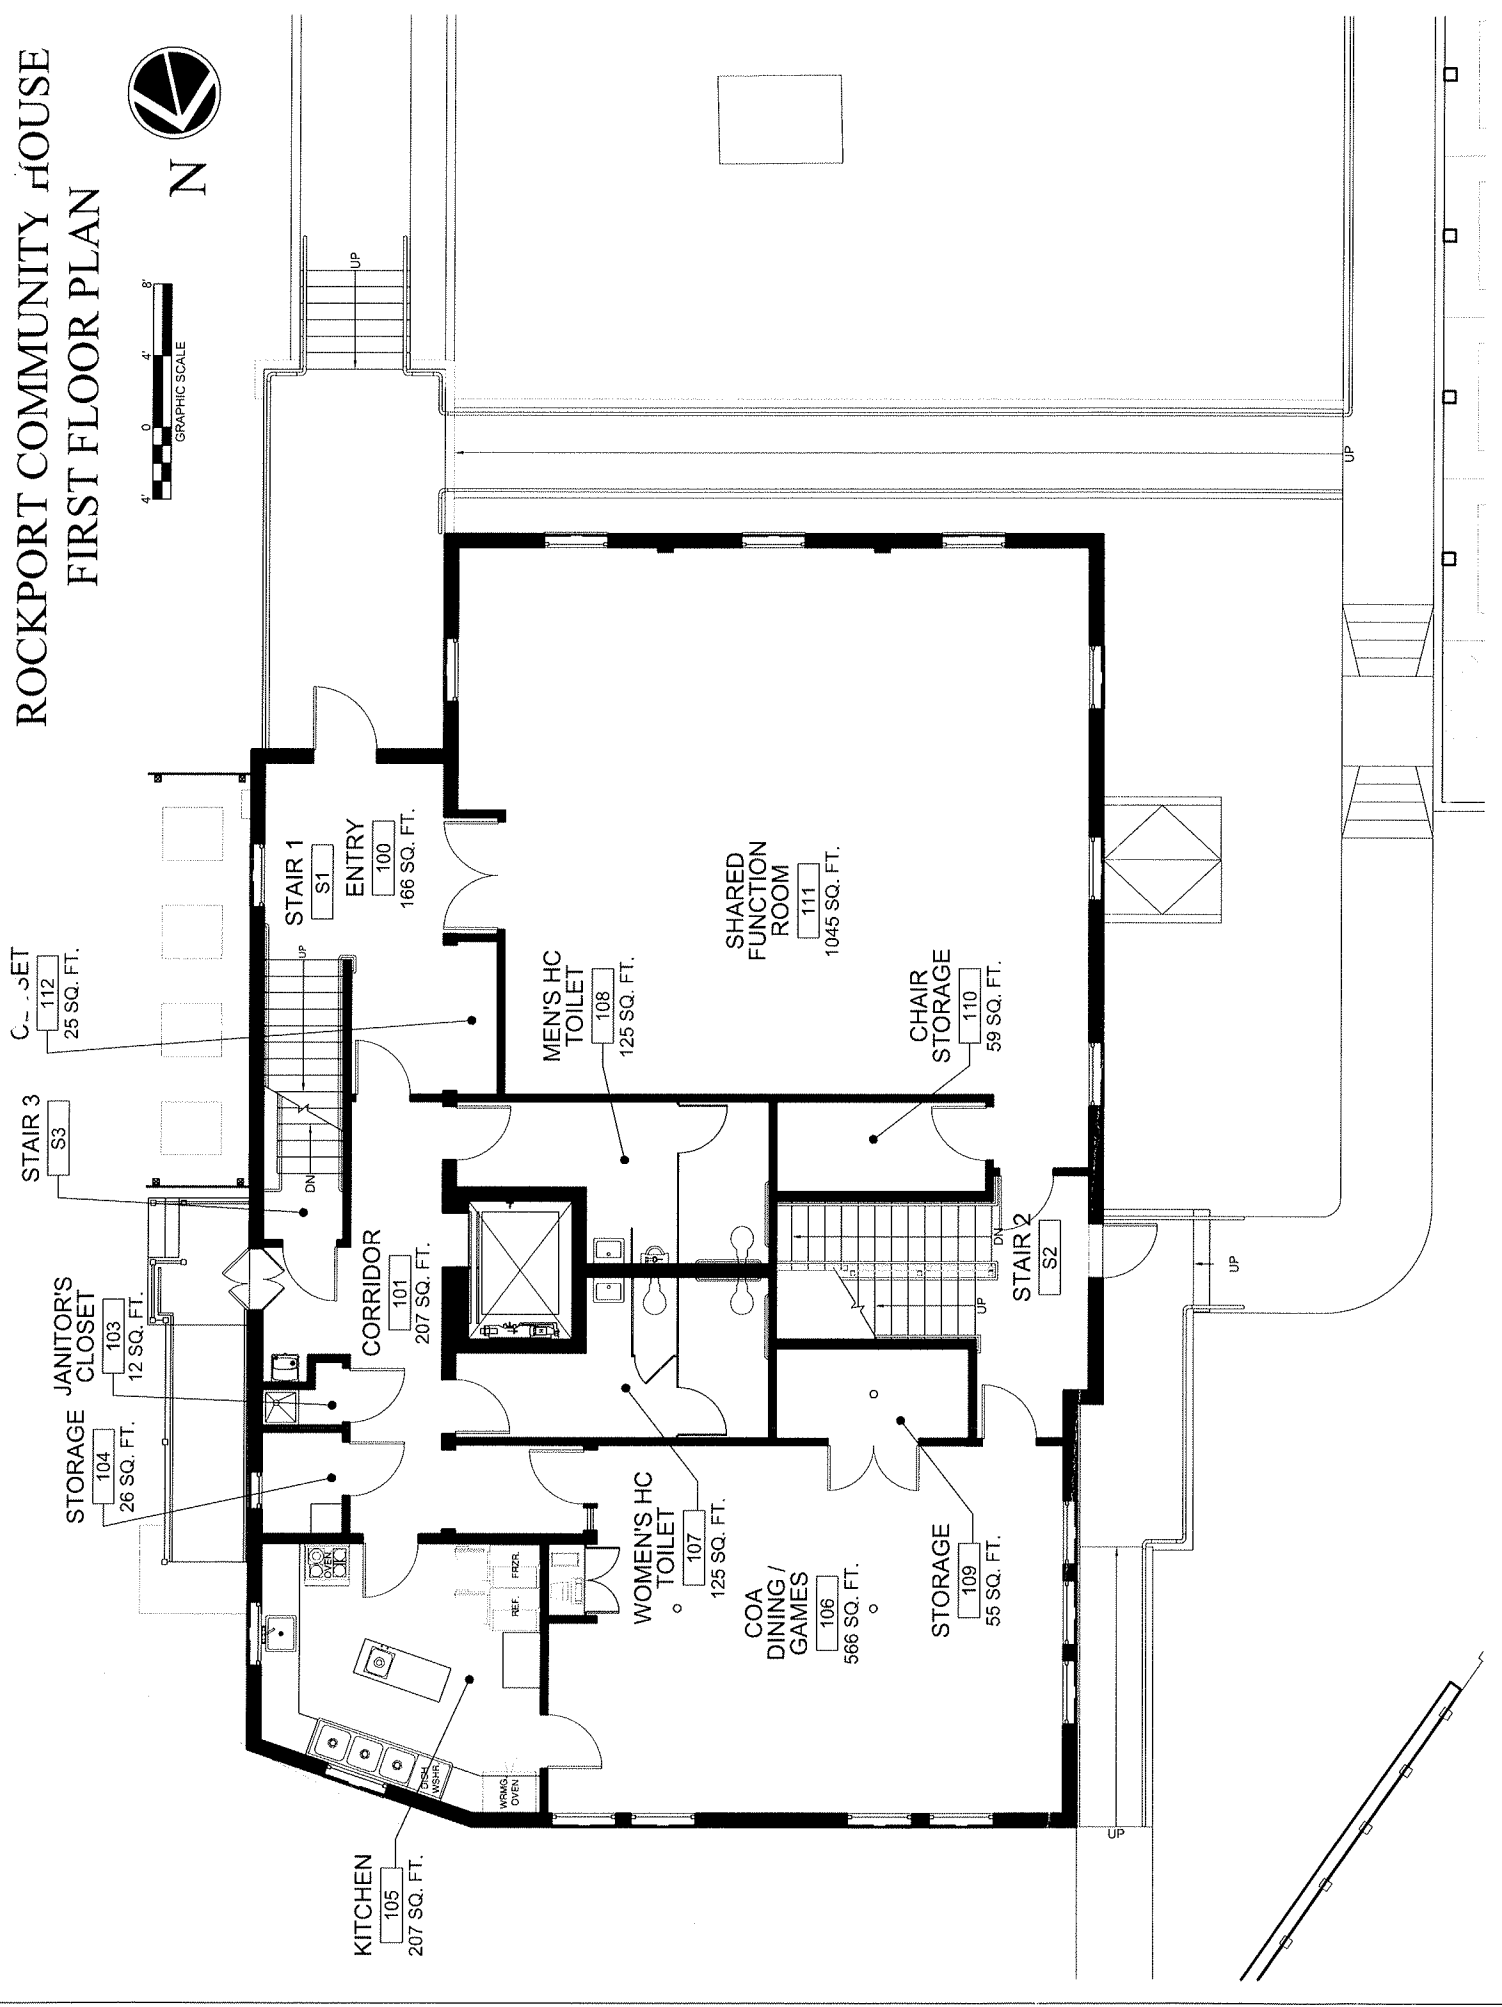 ROCKPORT COMMUNITY HOUSE
FIRST FLOOR PLAN
N
4'
0
4'
8'
GRAPHIC SCALE
STORAGE
104
26 SQ. FT.
JANITOR'S
CLOSET
103
12 SQ. FT.
STAIR 3
S3
112
25 SQ. FT.
KITCHEN
105
207 SQ. FT.
OVEN
REF.
FRZR.
DISH
WSHR.
WRMG.
OVEN
CORRIDOR
101
207 SQ. FT.
DN
UP
STAIR 1
S1
ENTRY
100
166 SQ. FT.
UP
WOMEN'S HC
TOILET
107
125 SQ. FT.
MEN'S HC
TOILET
108
125 SQ. FT.
COA
DINING /
GAMES
106
566 SQ. FT.
SHARED
FUNCTION
ROOM
111
1045 SQ. FT.
STORAGE
109
55 SQ. FT.
CHAIR
STORAGE
110
59 SQ. FT.
STAIR 2
S2
DN
UP
UP
UP
UP